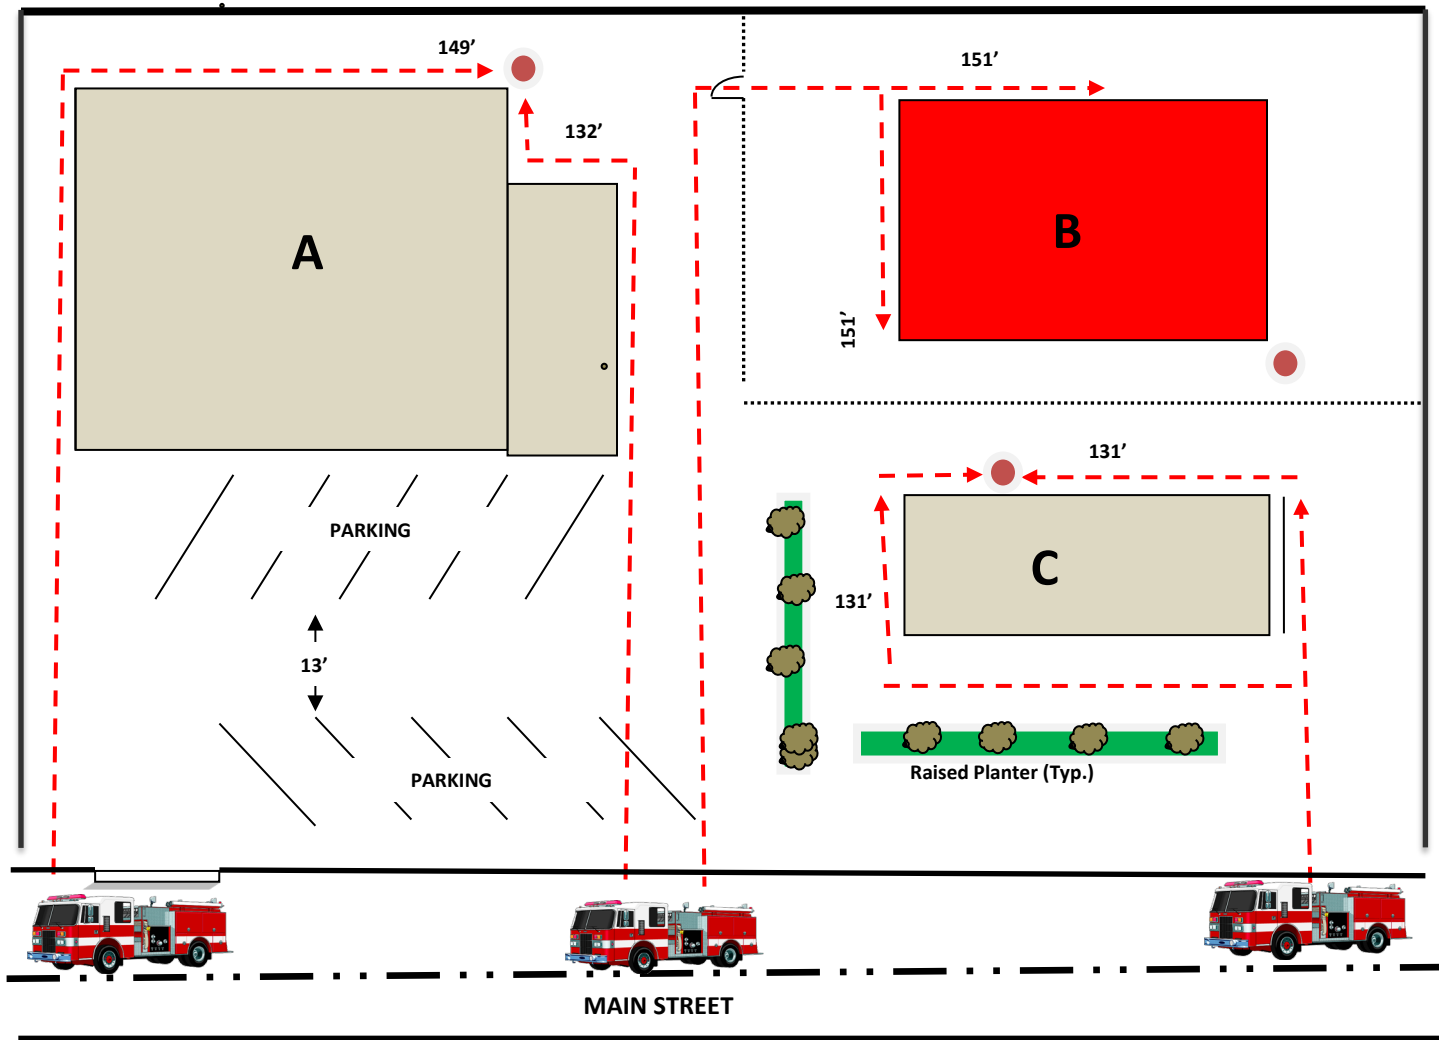 149’
151’
132’
A
B
151’
131’
PARKING
C
131’
13’
Raised Planter (Typ.)
PARKING
MAIN STREET